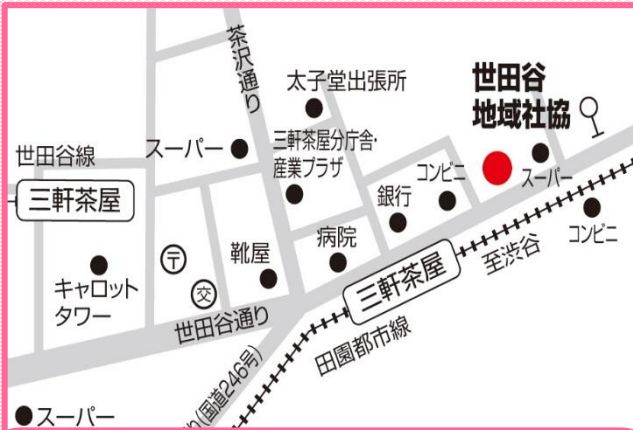 茶沢通り
太子堂出張所
世田谷
地域社協
世田谷線
スーパー
三軒茶屋分庁舎・
産業プラザ
コンビニ
スーパー
三軒茶屋
銀行
コンビニ
靴屋
病院
至渋谷
キャロット
タワー
〒
交
三軒茶屋
世田谷通り
田園都市線
り(国道246号)
スーパー